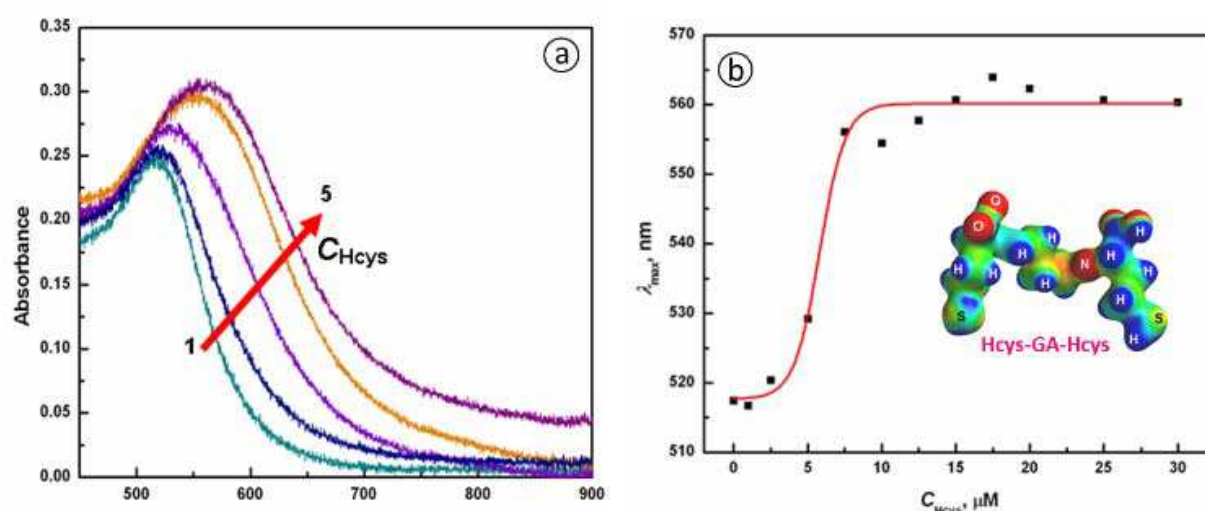 a
0.35
0.30
0.25
0.20
0.15
0.10
0.05
0.00
Absorbance
5
C Hcys
1
500 600 700 800 900
b
570
560
550
540
530
520
510
λmax, nm
O
O H H
H H H N H H
H H H
S S
H
Hcys-GA-Hcys
0 5 10 15 20 25 30
C Hcys, μM